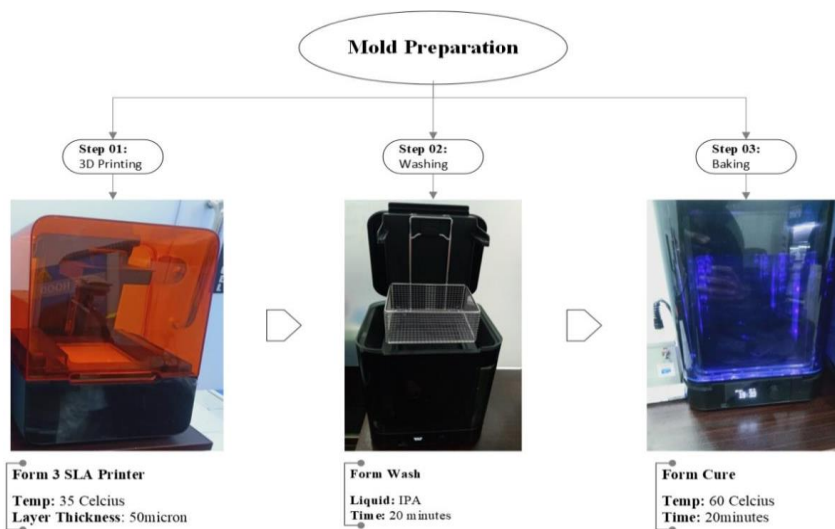 Mold Preparation
Step 01:
3D Printing
Step 02:
Washing
Step 03:
Baking
Form 3 SLA Printer
Temp: 35 Celcius
Layer Thickness: 50micron
Form Wash
Liquid: IPA
Time: 20 minutes
Form Cure
Temp: 60 Celcius
Time: 20minutes